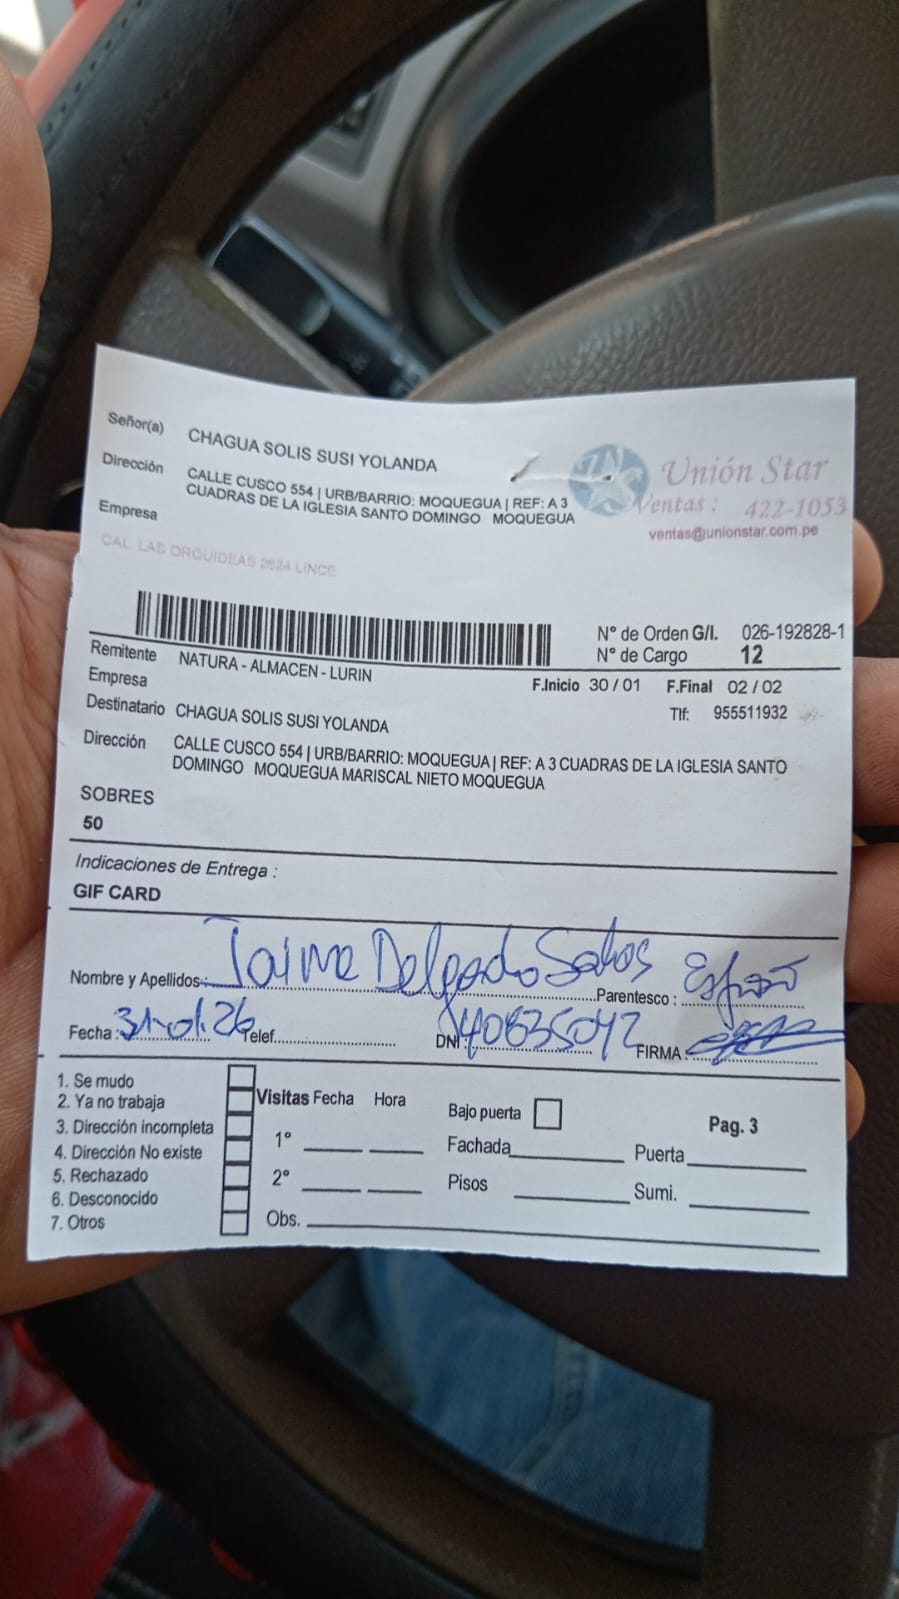 Señor(a) CHAGUA SOLIS SUSI YOLANDA
Dirección CALLE CUSCO 554 | URB/BARRIO: MOQUEGUA | REF: A 3
CUADRAS DE LA IGLESIA SANTO DOMINGO MOQUEGUA
Empresa
Unión Star
Ventas : 422-1053
ventas@unionstar.com.pe
CAL. LAS ORQUIDEAS 2624 LINCE
N° de Orden G/I. 026-192828-1
N° de Cargo 12
Remitente NATURA - ALMACEN - LURIN
Empresa
F.Inicio 30 / 01 F.Final 02 / 02
Destinatario CHAGUA SOLIS SUSI YOLANDA
Tlf: 955511932
Dirección CALLE CUSCO 554 | URB/BARRIO: MOQUEGUA | REF: A 3 CUADRAS DE LA IGLESIA SANTO
DOMINGO MOQUEGUA MARISCAL NIETO MOQUEGUA
SOBRES
50
Indicaciones de Entrega :
GIF CARD
Nombre y Apellidos: Jaime Delgado Parentesco :
Fecha : 31-01-26 Telef. DNI: 40635042 FIRMA :
1. Se mudo
2. Ya no trabaja
3. Dirección incompleta
4. Dirección No existe
5. Rechazado
6. Desconocido
7. Otros
Visitas Fecha Hora
1°
2°
Obs.
Bajo puerta
Pag. 3
Fachada Puerta
Pisos Sumi.